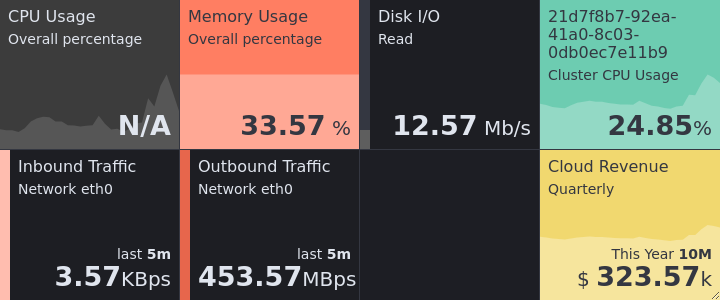 CPU Usage
Overall percentage
N/A
Memory Usage
Overall percentage
33.57 %
Disk I/O
Read
12.57 Mb/s
21d7f8b7-92ea-
41a0-8c03-
0db0ec7e11b9
Cluster CPU Usage
24.85%
Inbound Traffic
Network eth0
last 5m
3.57KBps
Outbound Traffic
Network eth0
last 5m
453.57MBps
Cloud Revenue
Quarterly
This Year 10M
$ 323.57k